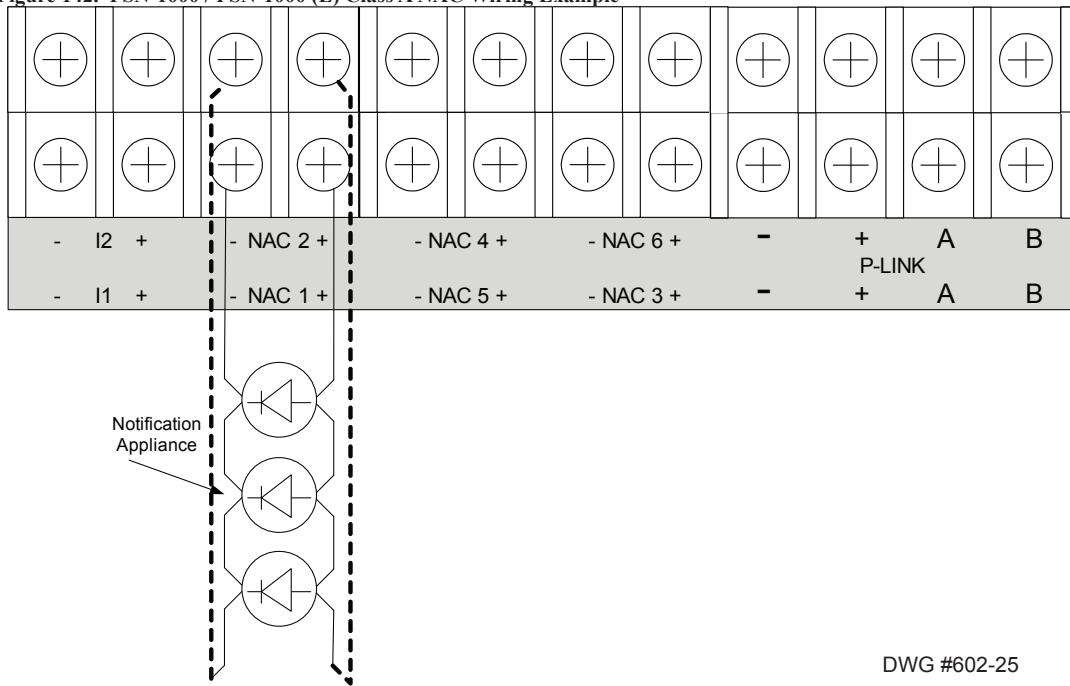 - I2 + - NAC 2 + - NAC 4 + - NAC 6 + - + A B
P-LINK
- I1 + - NAC 1 + - NAC 5 + - NAC 3 + - + A B
Notification
Appliance
DWG #602-25